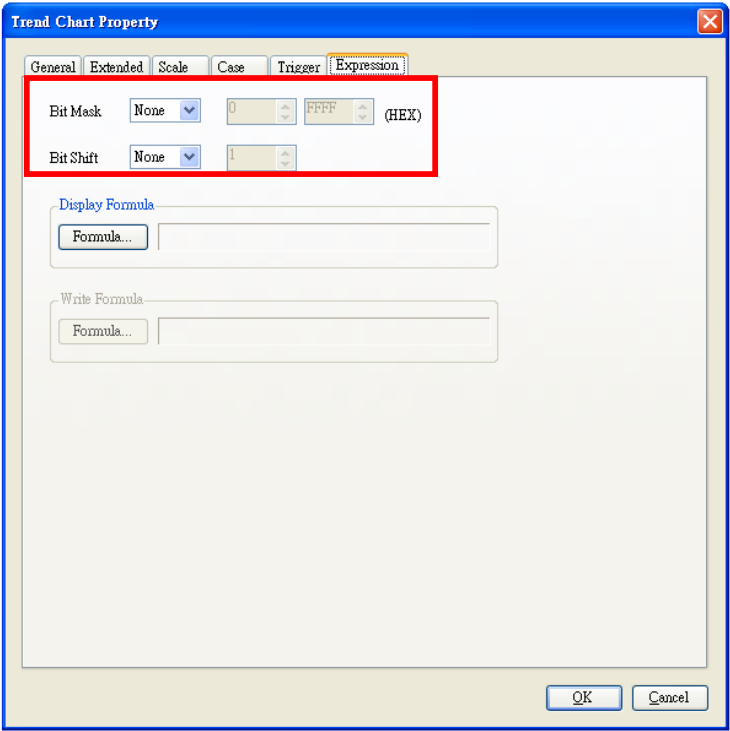 Trend Chart Property
General Extended Scale Case Trigger Expression
Bit Mask None 0 FFFF (HEX)
Bit Shift None 1
Display Formula
Formula...
Write Formula
Formula...
OK Cancel